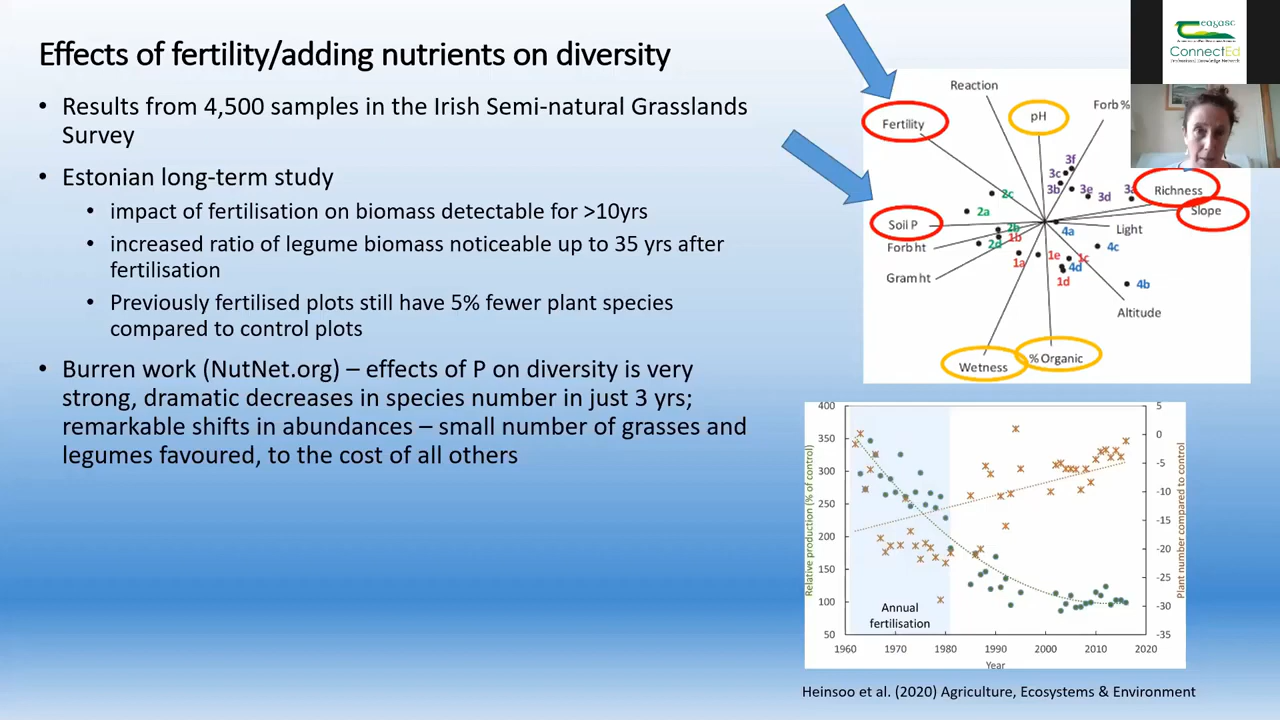 Effects of fertility/adding nutrients on diversity
• Results from 4,500 samples in the Irish Semi-natural Grasslands
Survey
• Estonian long-term study
• impact of fertilisation on biomass detectable for >10yrs
• increased ratio of legume biomass noticeable up to 35 yrs after
fertilisation
• Previously fertilised plots still have 5% fewer plant species
compared to control plots
• Burren work (NutNet.org) – effects of P on diversity is very
strong, dramatic decreases in species number in just 3 yrs;
remarkable shifts in abundances – small number of grasses and
legumes favoured, to the cost of all others
Reaction
Fertility
pH
Forb%
3f
3c
3b
3e
3d
Richness
Slope
2c
2a
Soil P
2b
1b
2d
4a
Light
Forb ht
Gram ht
1a
1e
1c
4c
4d
1d
4b
Altitude
Wetness
% Organic
eagasc
ConnectEd
Relative production (% of control)
400
350
300
250
200
150
100
50
5
0
-5
-10
-15
-20
-25
-30
-35
Plant number compared to control
Annual
fertilisation
1960 1970 1980 1990 2000 2010 2020
Year
Heinsoo et al. (2020) Agriculture, Ecosystems & Environment